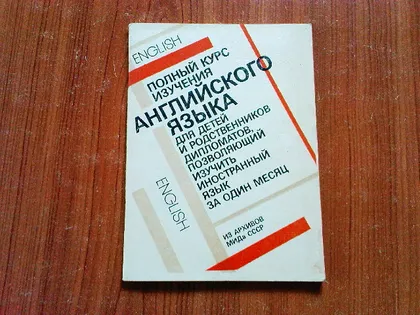 ENGLISH
ПОЛНЫЙ КУРС
ИЗУЧЕНИЯ
АНГЛИЙСКОГО
ЯЗЫКА
ДЛЯ ДЕТЕЙ
И РОДСТВЕННИКОВ
ДИПЛОМАТОВ,
ПОЗВОЛЯЮЩИЙ
ИЗУЧИТЬ
ИНОСТРАННЫЙ
ЯЗЫК
ЗА ОДИН МЕСЯЦ
ENGLISH
ИЗ АРХИВОВ
МИДа СССР